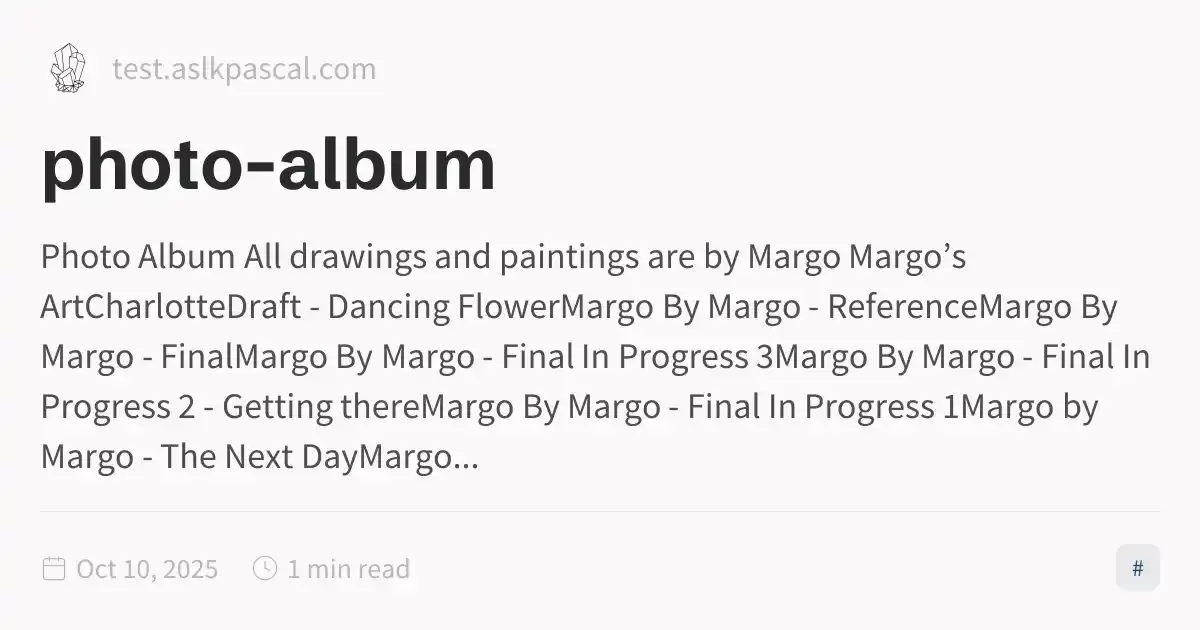 test.aslkpascal.com
photo-album
Photo Album All drawings and paintings are by Margo Margo’s
ArtCharlotteDraft - Dancing FlowerMargo By Margo - ReferenceMargo By
Margo - FinalMargo By Margo - Final In Progress 3Margo By Margo - Final In
Progress 2 - Getting thereMargo By Margo - Final In Progress 1Margo by
Margo - The Next DayMargo...
Oct 10, 2025
1 min read
#